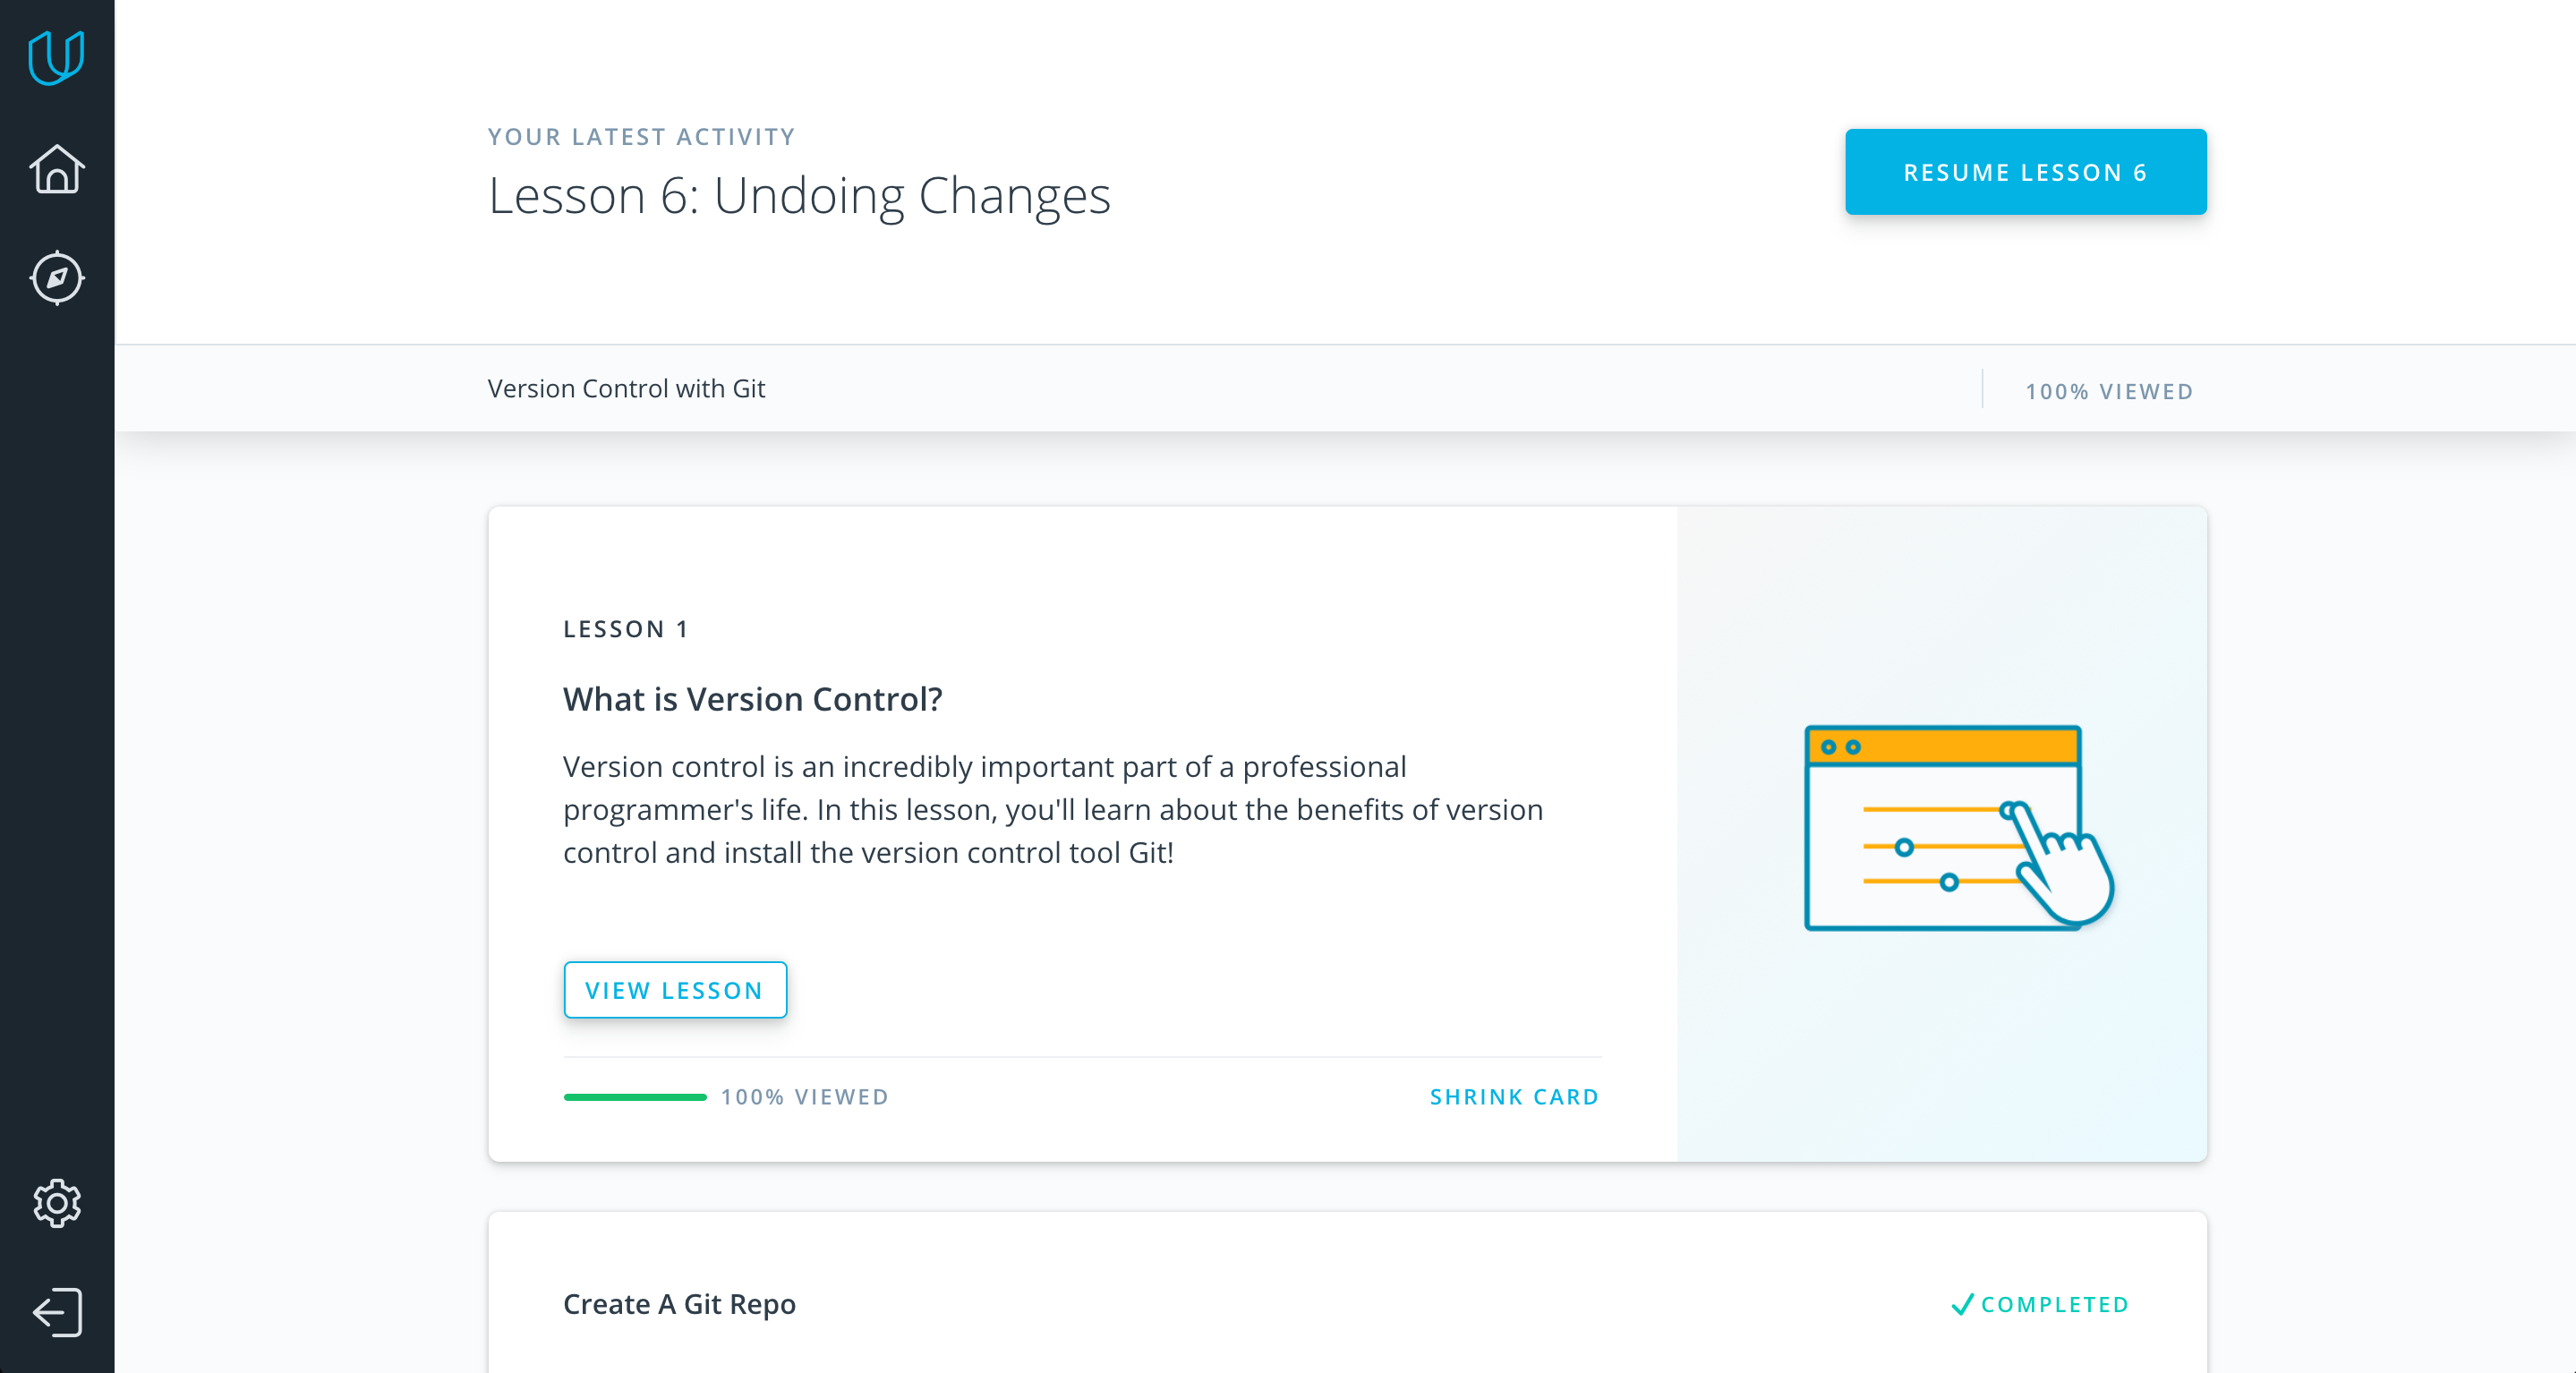 YOUR LATEST ACTIVITY
Lesson 6: Undoing Changes
RESUME LESSON 6
Version Control with Git
100% VIEWED
LESSON 1
What is Version Control?
Version control is an incredibly important part of a professional
programmer's life. In this lesson, you'll learn about the benefits of version
control and install the version control tool Git!
VIEW LESSON
100% VIEWED
SHRINK CARD
Create A Git Repo
COMPLETED